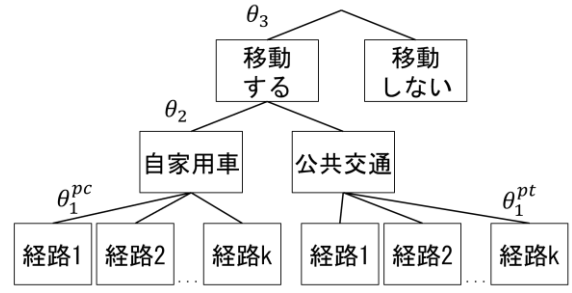 θ₃
移動
する
移動
しない
θ₂
自家用車
公共交通
θ₁ᵖᶜ
θ₁ᵖᵗ
経路1
経路2
...
経路k
経路1
経路2
...
経路k